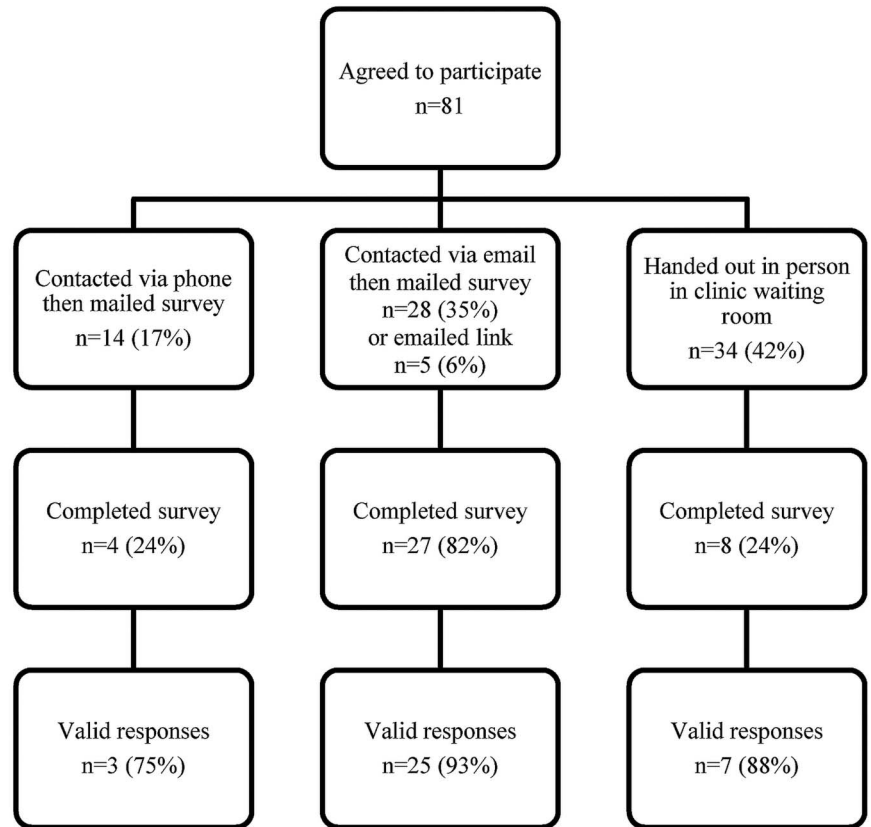 Agreed to participate
n=81
Contacted via phone
then mailed survey
n=14 (17%)
Contacted via email
then mailed survey
n=28 (35%)
or emailed link
n=5 (6%)
Handed out in person
in clinic waiting
room
n=34 (42%)
Completed survey
n=4 (24%)
Completed survey
n=27 (82%)
Completed survey
n=8 (24%)
Valid responses
n=3 (75%)
Valid responses
n=25 (93%)
Valid responses
n=7 (88%)